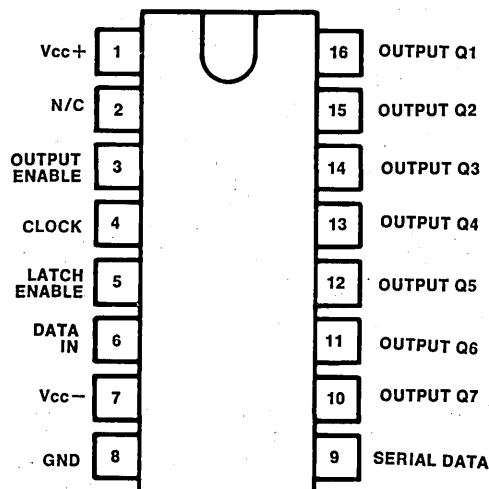 Vcc+ 1 16 OUTPUT Q1
N/C 2 15 OUTPUT Q2
OUTPUT
ENABLE 3 14 OUTPUT Q3
CLOCK 4 13 OUTPUT Q4
LATCH
ENABLE 5 12 OUTPUT Q5
DATA
IN 6 11 OUTPUT Q6
Vcc− 7 10 OUTPUT Q7
GND 8 9 SERIAL DATA